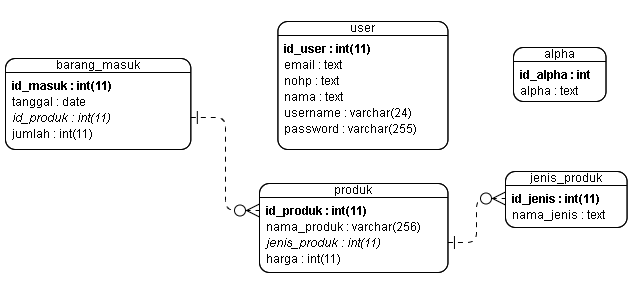 barang_masuk
id_masuk : int(11)
tanggal : date
id_produk : int(11)
jumlah : int(11)
user
id_user : int(11)
email : text
nohp : text
nama : text
username : varchar(24)
password : varchar(255)
alpha
id_alpha : int
alpha : text
produk
id_produk : int(11)
nama_produk : varchar(256)
jenis_produk : int(11)
harga : int(11)
jenis_produk
id_jenis : int(11)
nama_jenis : text